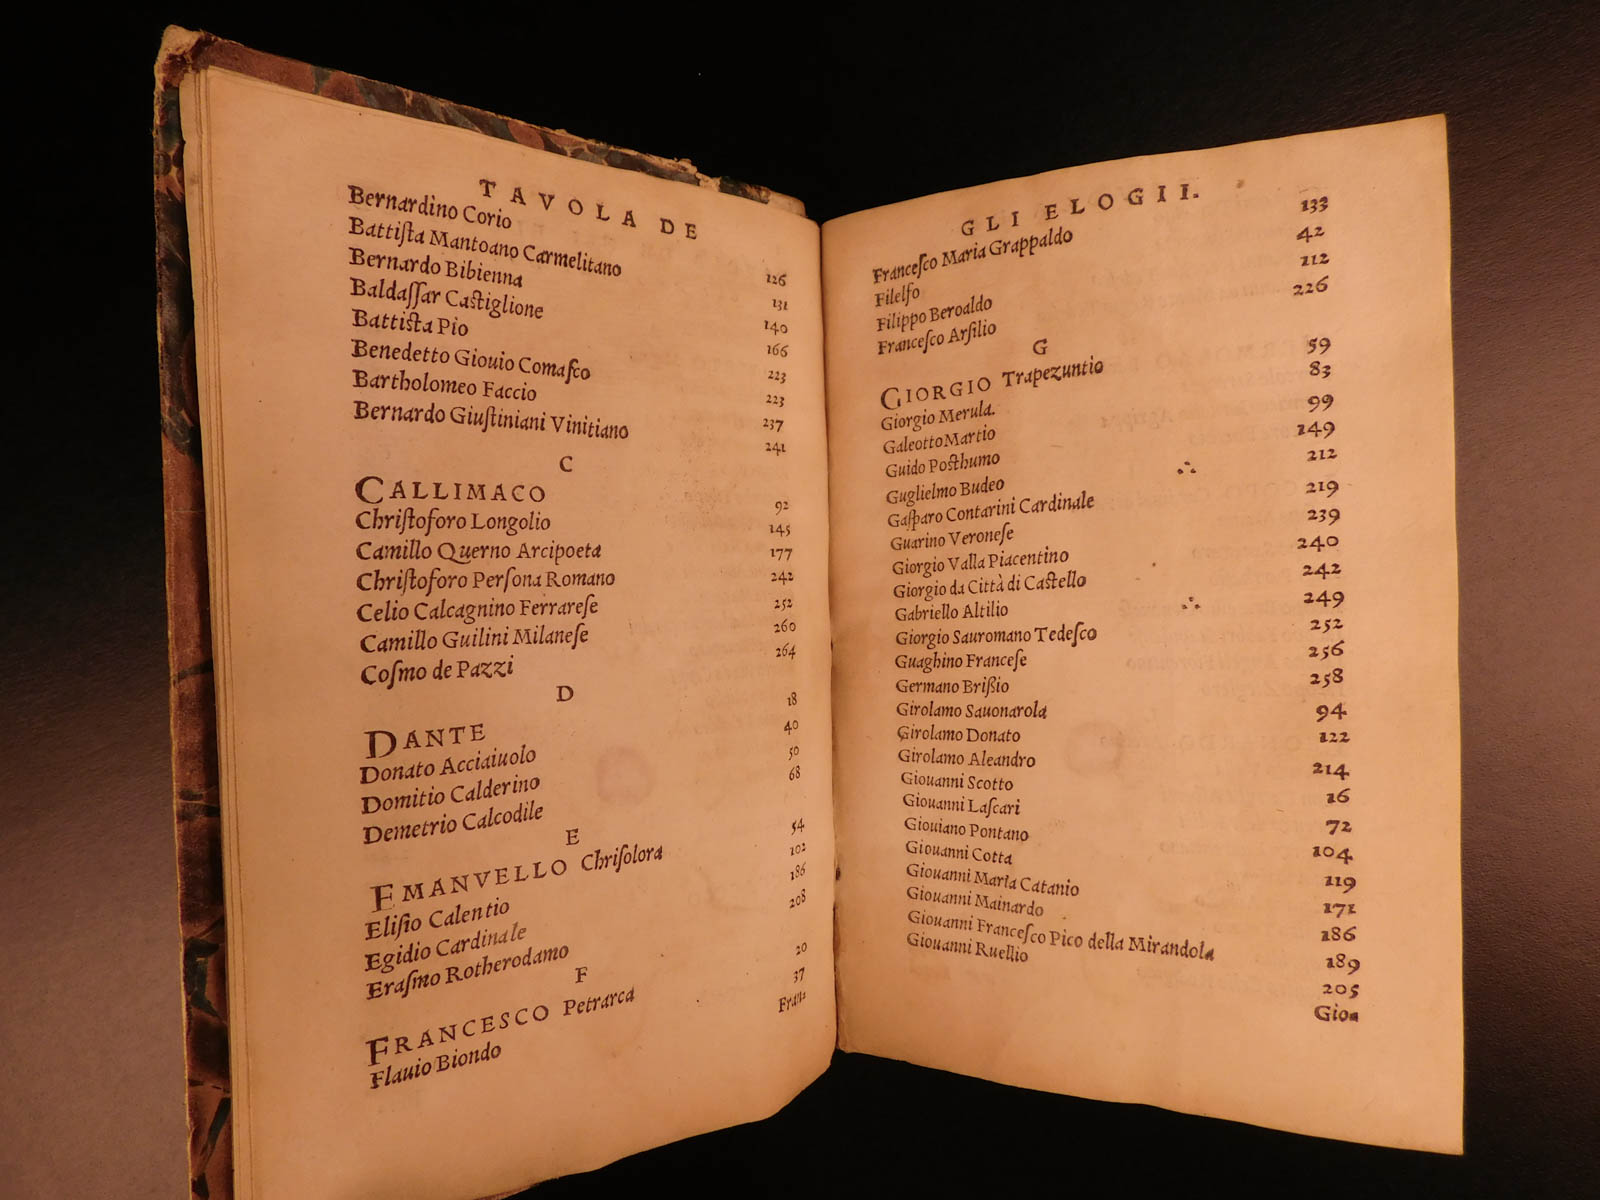 TAVOLA DE
Bernardino Corio 126
Battiſta Mantoano Carmelitano 131
Bernardo Bibienna 140
Baldaſſar Caſtiglione 166
Battiſta Pio 223
Benedetto Giouio Comaſco 223
Bartholomeo Faccio 237
Bernardo Giuſtiniani Vinitiano 241
C
CALLIMACO 92
Chriſtoforo Longolio 145
Camillo Querno Arcipoeta 177
Chriſtoforo Perſona Romano 242
Celio Calcagnino Ferrareſe 252
Camillo Guilini Milaneſe 260
Coſmo de Pazzi 264
D
DANTE 18
Donato Acciaiuolo 40
Domitio Calderino 50
Demetrio Calcodile 68
E
EMANVELLO Chriſolora 54
Eliſio Calentio 102
Egidio Cardinale 186
Eraſmo Rotherodamo 208
F
FRANCESCO Petrarca 20
Flauio Biondo 37
Fran=
GLI ELOGII.
Franceſco Maria Grappaldo 133
Filelfo 42
Filippo Beroaldo 112
Franceſco Arſilio 226
G
GIORGIO Trapezuntio 59
Giorgio Merula. 83
Galeotto Martio 99
Guido Poſthumo 149
Guglielmo Budeo 212
Gaſparo Contarini Cardinale 219
Guarino Veroneſe 239
Giorgio Valla Piacentino 240
Giorgio da Città di Caſtello 242
Gabriello Altilio 249
Giorgio Sauromano Tedeſco 252
Guaghino Franceſe 256
Germano Brißio 258
Girolamo Sauonarola 94
Girolamo Donato 122
Girolamo Aleandro 214
Giouanni Scotto 16
Giouanni Laſcari 72
Giouiano Pontano 104
Giouanni Cotta 119
Giouanni Maria Catanio 171
Giouanni Mainardo 186
Giouanni Franceſco Pico della Mirandola 189
Giouanni Ruellio 205
Gioa